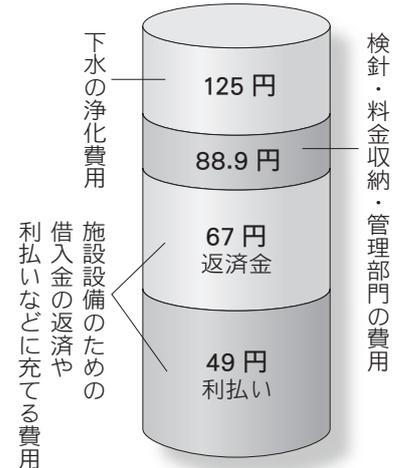 下水の浄化費用
125 円
検針・料金収納・管理部門の費用
88.9 円
施設設備のための
借入金の返済や
利払いなどに充てる費用
67 円
返済金
49 円
利払い